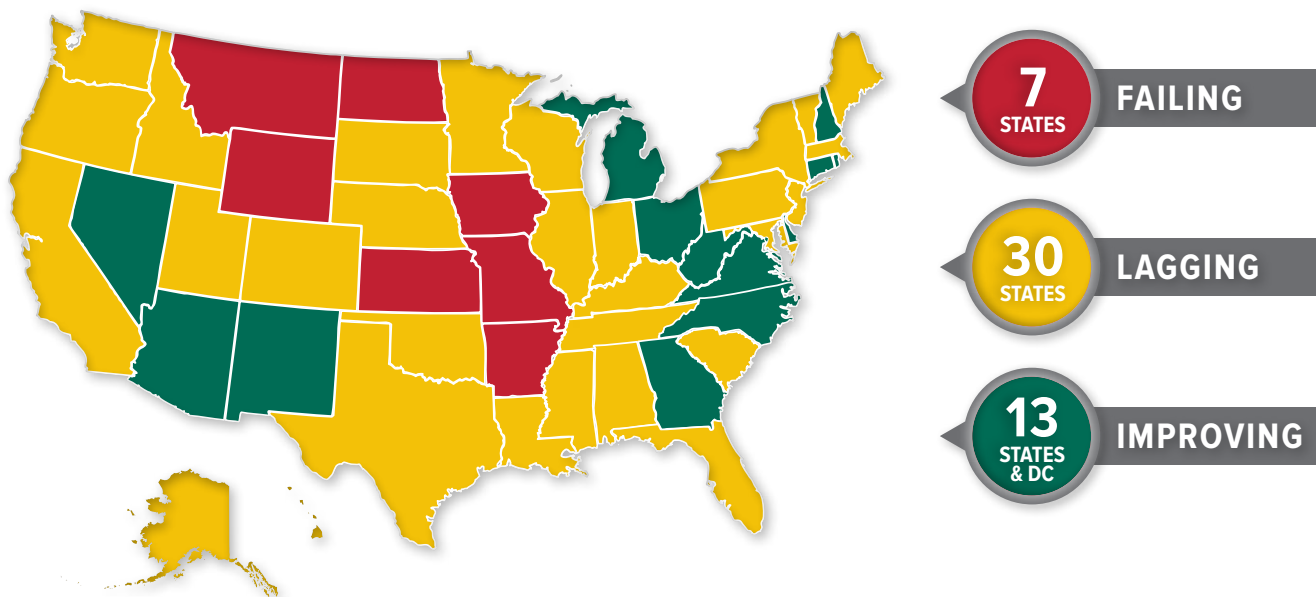 7
STATES
FAILING
30
STATES
LAGGING
13
STATES
& DC
IMPROVING